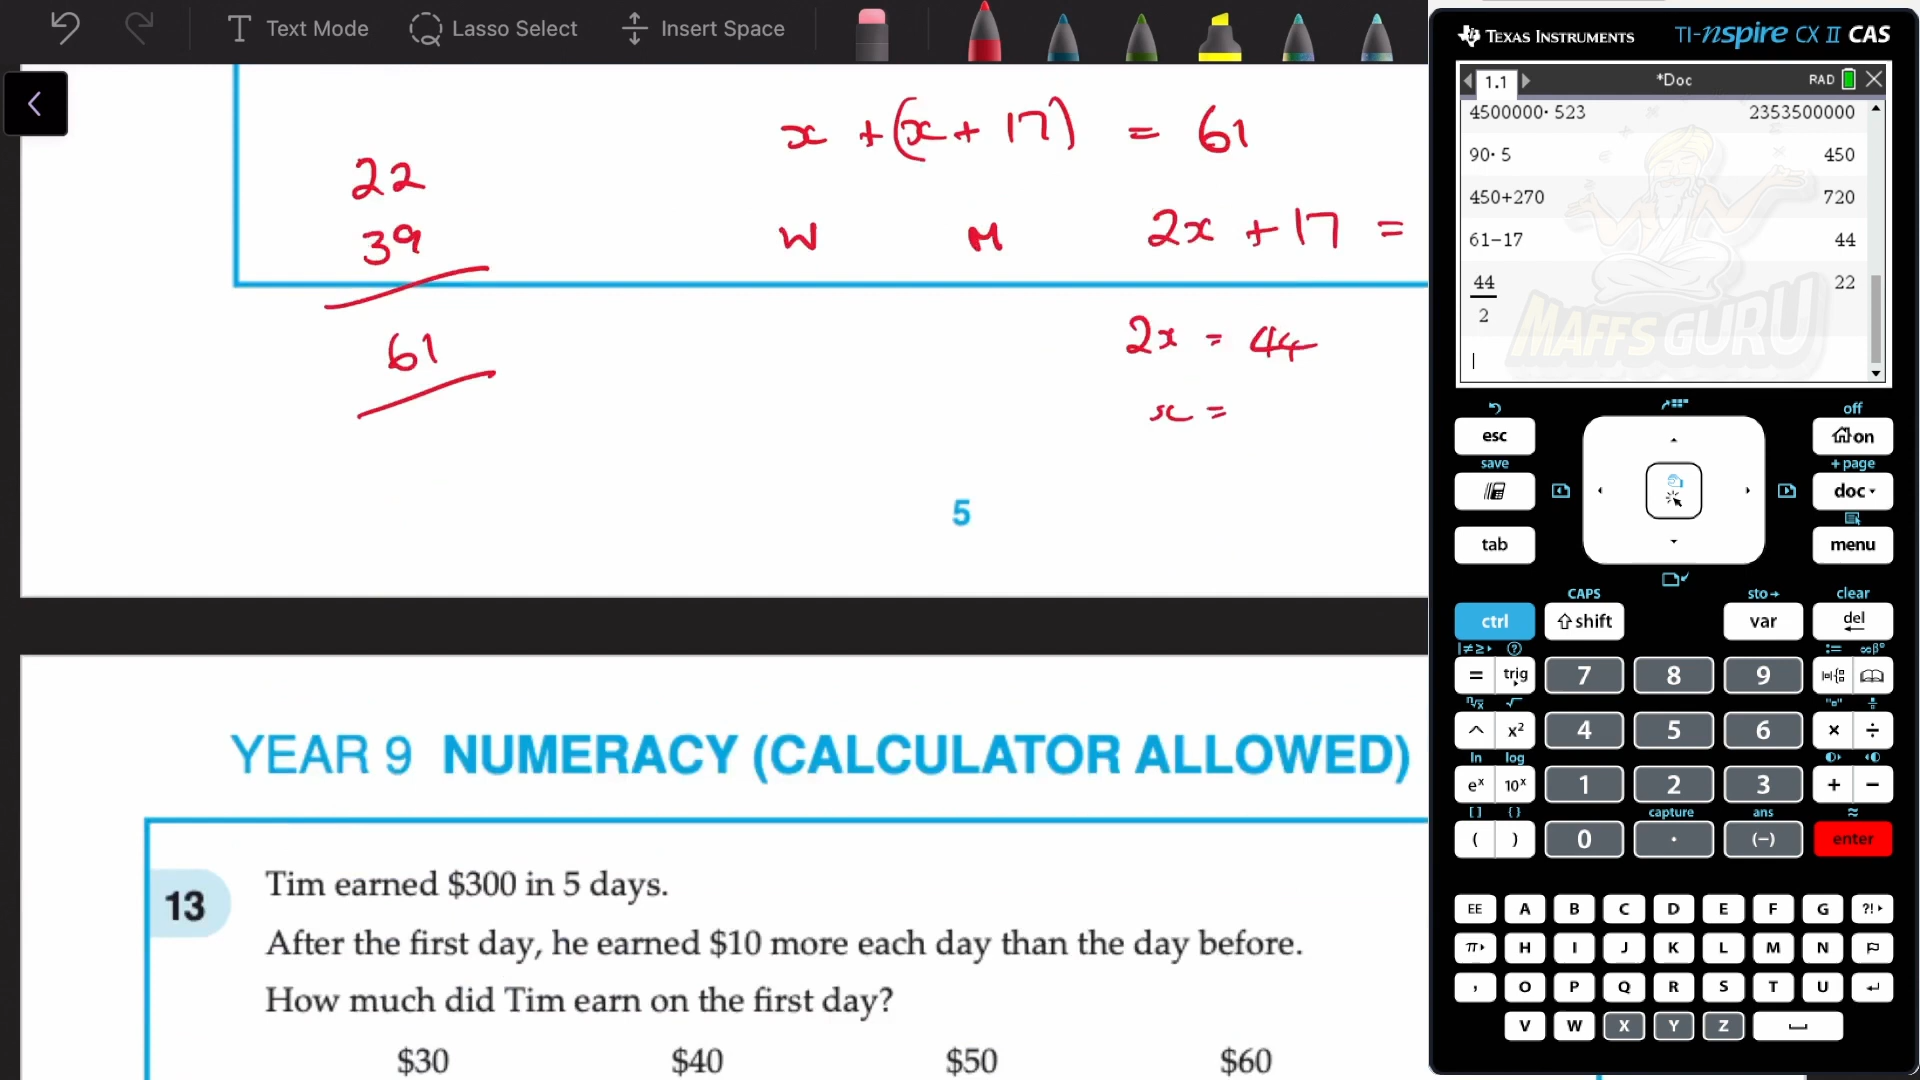 Text Mode Lasso Select Insert Space
x + (x + 17) = 61
22
39
61
W M 2x + 17 =
2x = 44
x =
5
YEAR 9 NUMERACY (CALCULATOR ALLOWED)
13
Tim earned $300 in 5 days.
After the first day, he earned $10 more each day than the day before.
How much did Tim earn on the first day?
$30 $40 $50 $60
TEXAS INSTRUMENTS TI-nspire CX II CAS
1.1 *Doc RAD
4500000·523 2353500000
90·5 450
450+270 720
61−17 44
44/2 22
MAFFS GURU
off
esc on
save + page
doc
tab menu
CAPS sto→ clear
ctrl shift var del
|≠≥▸ ? := ∞β°
= trig 7 8 9
ⁿ√x √ "▫"
^ x² 4 5 6 × ÷
ln log
eˣ 10ˣ 1 2 3 + −
[ ] { } capture ans ≈
( ) 0 . (−) enter
EE A B C D E F G ?!▸
π▸ H I J K L M N
, O P Q R S T U ↵
V W X Y Z